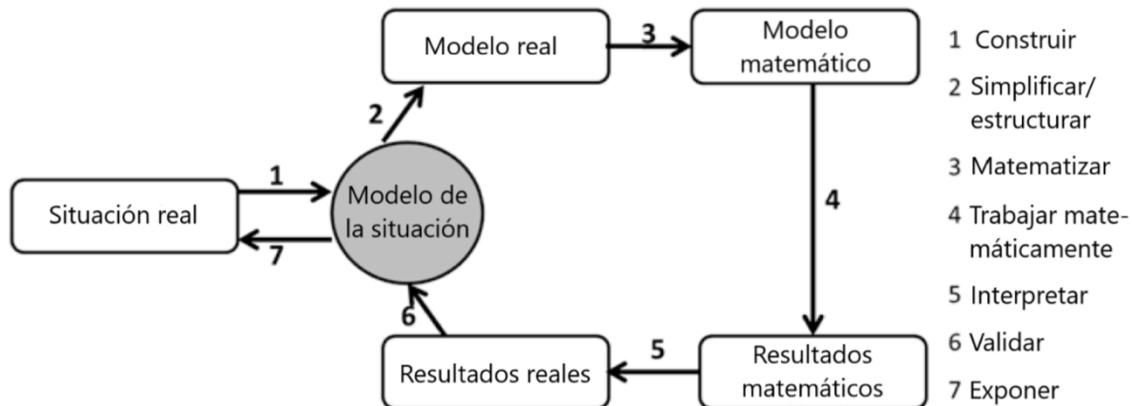 Modelo real
3
Modelo
matemático
2
1
Modelo de
la situación
Situación real
7
4
6
5
Resultados reales
Resultados
matemáticos
1 Construir
2 Simplificar/
estructurar
3 Matematizar
4 Trabajar mate-
máticamente
5 Interpretar
6 Validar
7 Exponer